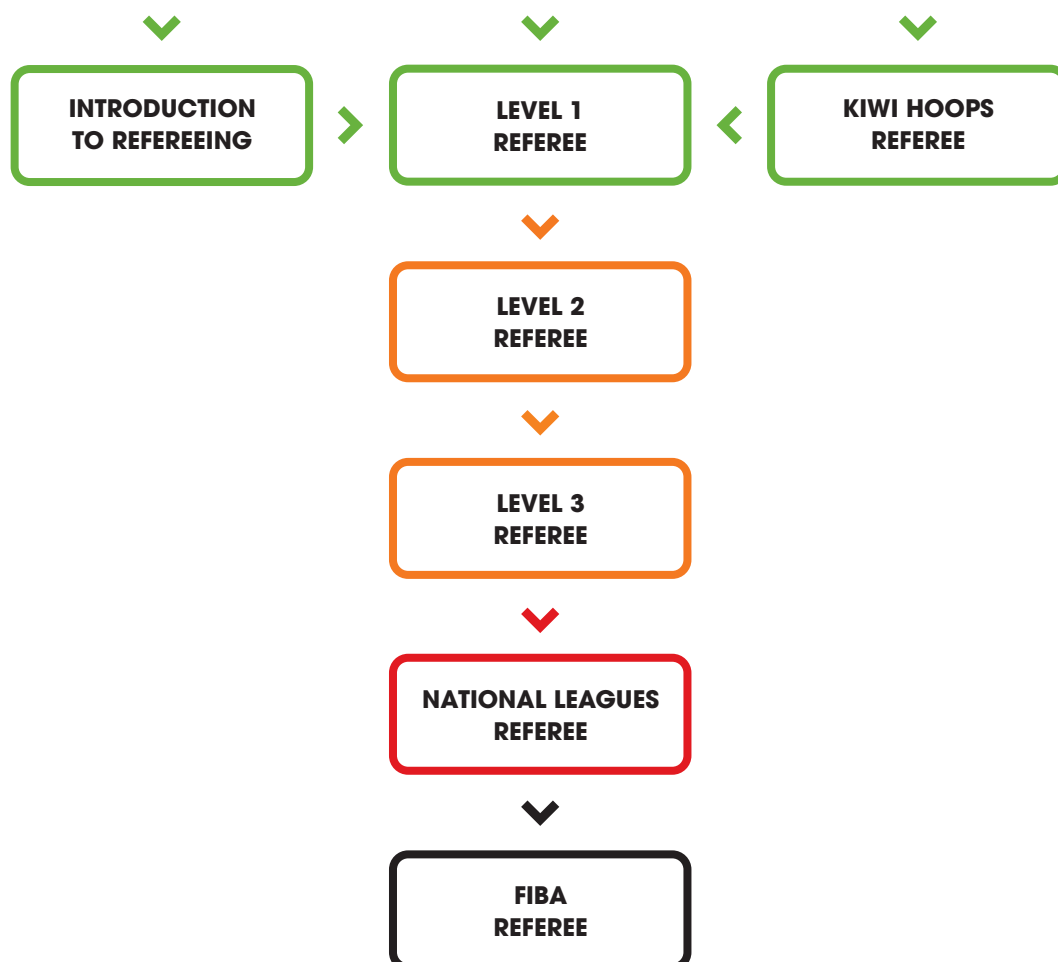 INTRODUCTION
TO REFEREEING
LEVEL 1
REFEREE
KIWI HOOPS
REFEREE
LEVEL 2
REFEREE
LEVEL 3
REFEREE
NATIONAL LEAGUES
REFEREE
FIBA
REFEREE